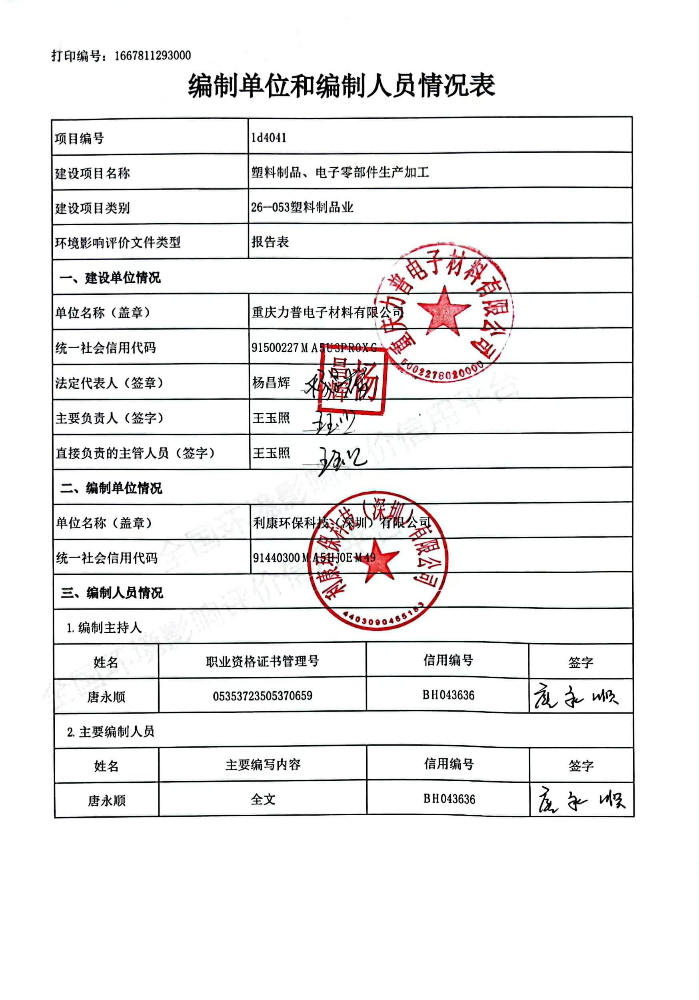 打印编号：1667811293000
编制单位和编制人员情况表
项目编号 1d4041
建设项目名称 塑料制品、电子零部件生产加工
建设项目类别 26--053塑料制品业
环境影响评价文件类型 报告表
一、建设单位情况
单位名称（盖章） 重庆力普电子材料有限公司
统一社会信用代码 91500227MA5U3PR0XG
法定代表人（签章） 杨昌辉 杨昌辉
主要负责人（签字） 王玉照
直接负责的主管人员（签字） 王玉照
重庆力普电子材料有限公司
5002278020000
杨昌辉
二、编制单位情况
单位名称（盖章） 利康环保科技（深圳）有限公司
统一社会信用代码 91440300MA5HJ0EM49
利康环保科技（深圳）有限公司
4403090455183
三、编制人员情况
1.编制主持人
姓名 职业资格证书管理号 信用编号 签字
唐永顺 05353723505370659 BH043636 唐永顺
2.主要编制人员
姓名 主要编写内容 信用编号 签字
唐永顺 全文 BH043636 唐永顺
全国环境影响评价信用平台
全国环境影响评价信用平台